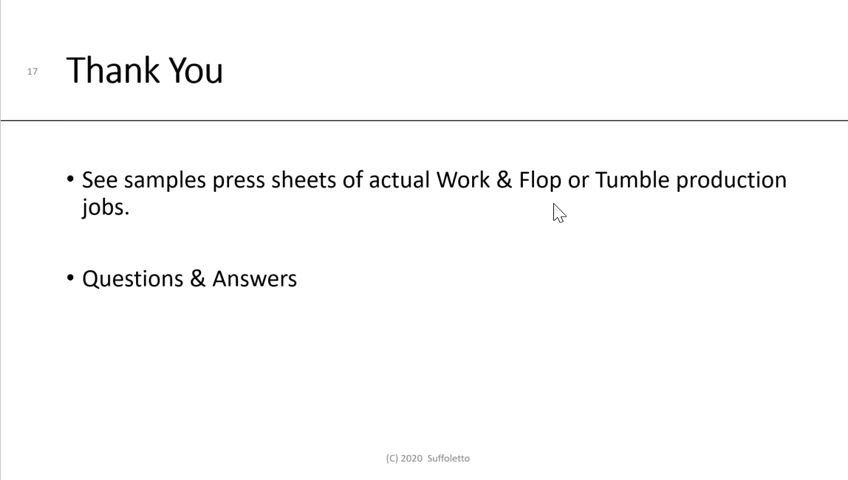 17
Thank You
• See samples press sheets of actual Work & Flop or Tumble production
jobs.
• Questions & Answers
(C) 2020 Suffoletto